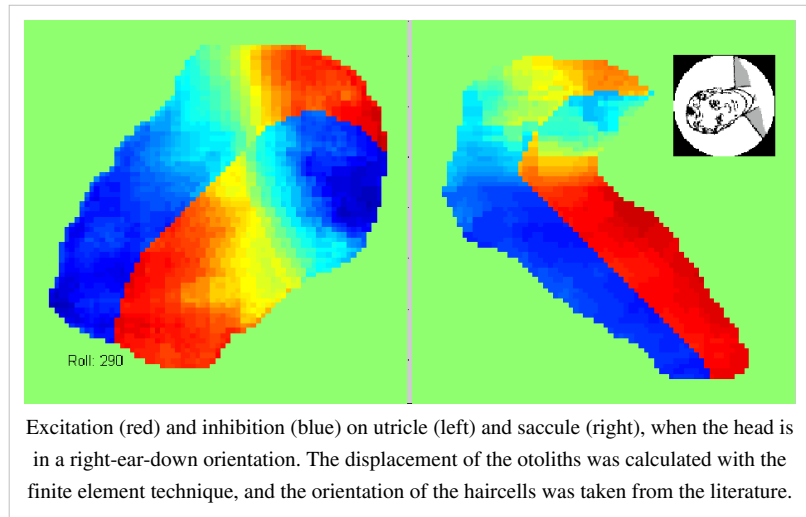 Roll: 290
Excitation (red) and inhibition (blue) on utricle (left) and saccule (right), when the head is
in a right-ear-down orientation. The displacement of the otoliths was calculated with the
finite element technique, and the orientation of the haircells was taken from the literature.